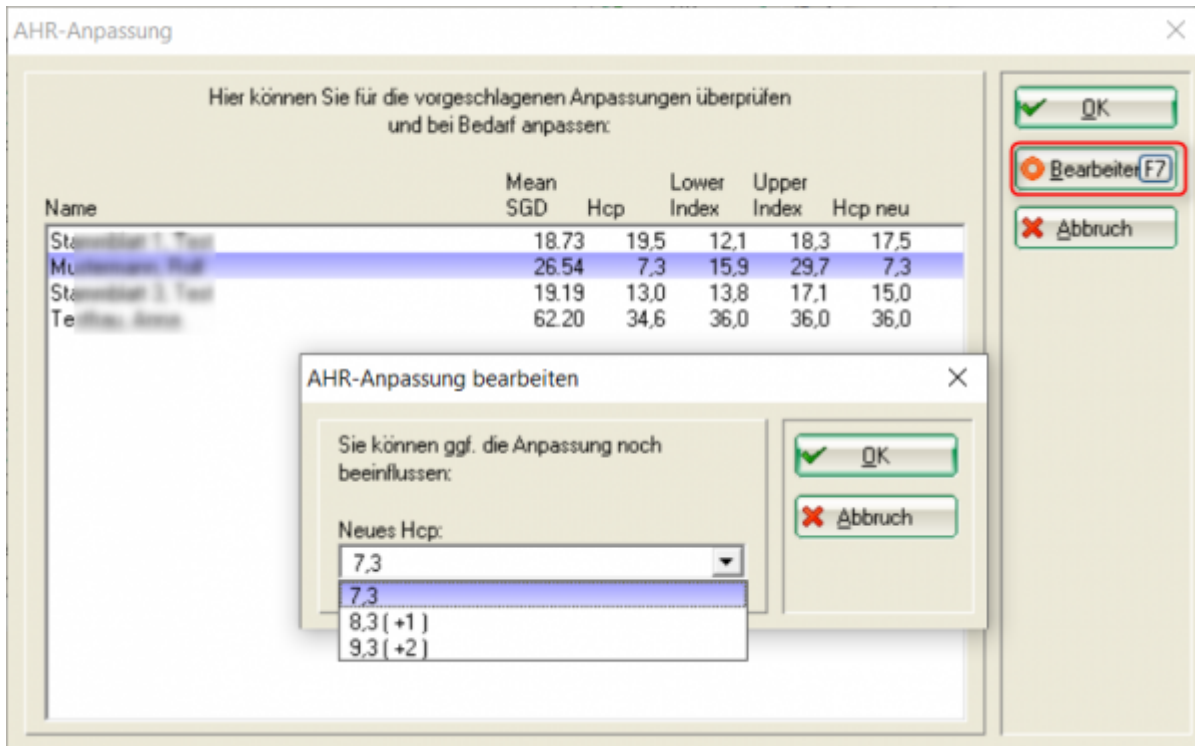 AHR-Anpassung
Hier können Sie für die vorgeschlagenen Anpassungen überprüfen
und bei Bedarf anpassen:
OK
Bearbeiten F7
Abbruch
Mean Lower Upper
Name SGD Hcp Index Index Hcp neu
18.73 19,5 12,1 18,3 17,5
26.54 7,3 15,9 29,7 7,3
19.19 13,0 13,8 17,1 15,0
62.20 34,6 36,0 36,0 36,0
AHR-Anpassung bearbeiten
Sie können ggf. die Anpassung noch
beeinflussen:
OK
Abbruch
Neues Hcp:
7,3
7,3
8,3 ( +1 )
9,3 ( +2 )